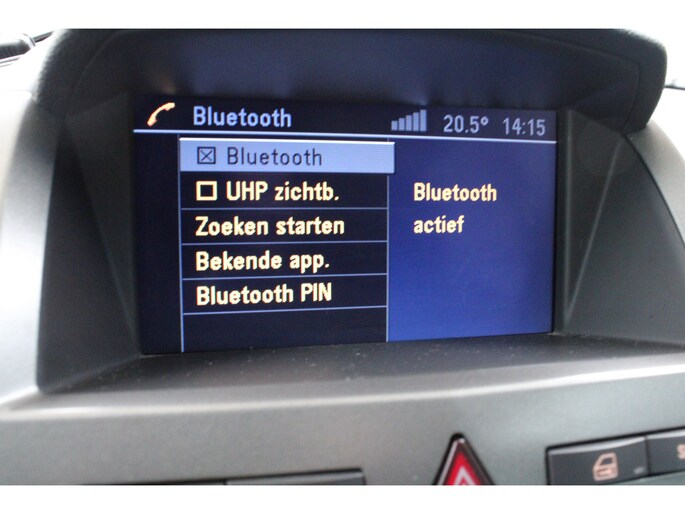 Bluetooth 20.5° 14:15
Bluetooth
UHP zichtb.
Zoeken starten
Bekende app.
Bluetooth PIN
Bluetooth
actief